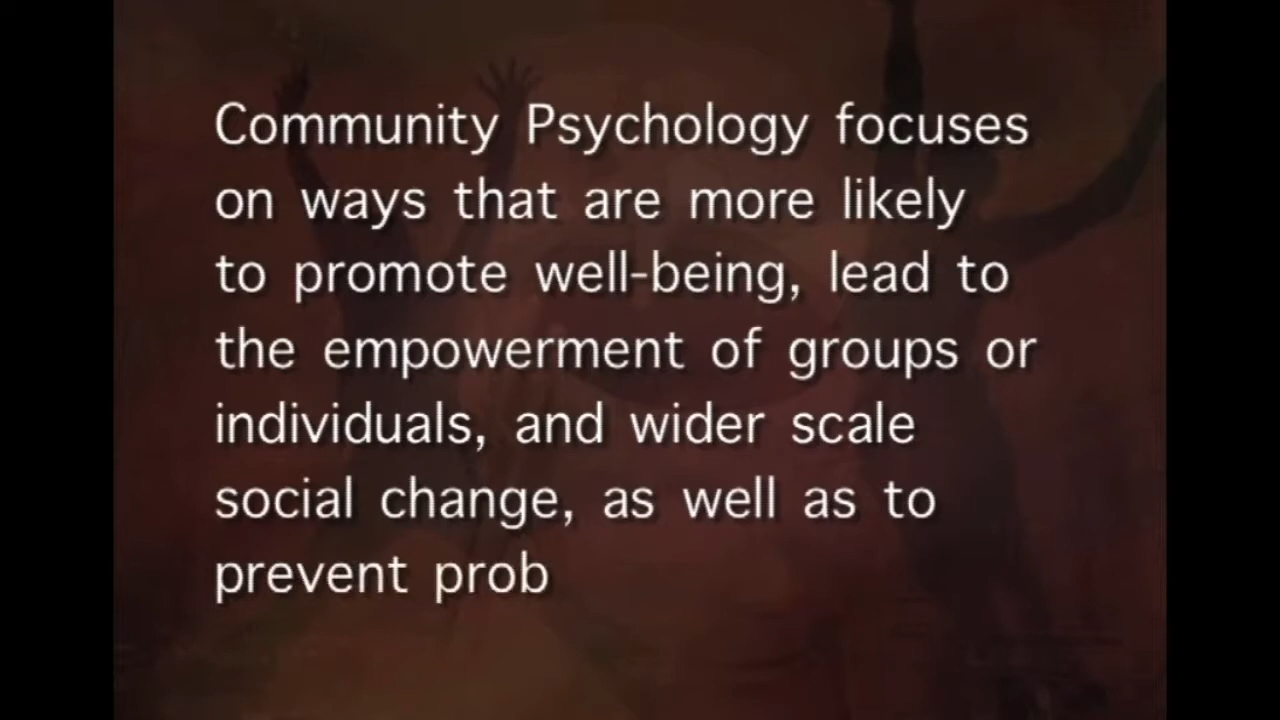 Community Psychology focuses
on ways that are more likely
to promote well-being, lead to
the empowerment of groups or
individuals, and wider scale
social change, as well as to
prevent prob